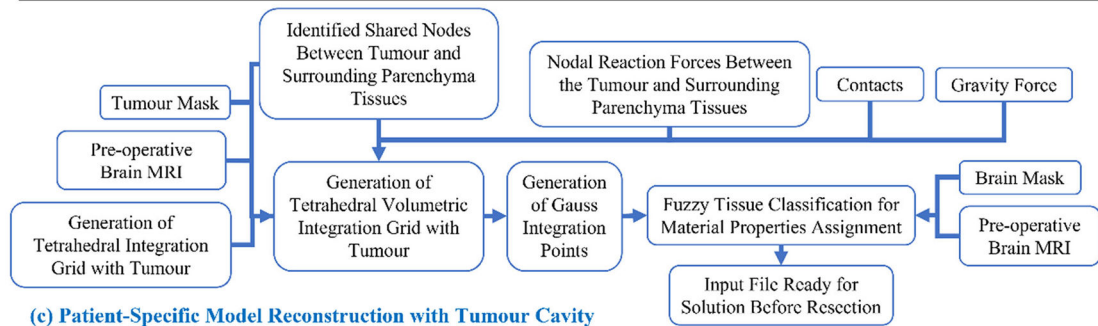 Identified Shared Nodes
Between Tumour and
Surrounding Parenchyma
Tissues
Nodal Reaction Forces Between
the Tumour and Surrounding
Parenchyma Tissues
Contacts
Gravity Force
Tumour Mask
Pre-operative
Brain MRI
Generation of
Tetrahedral Integration
Grid with Tumour
Generation of
Tetrahedral Volumetric
Integration Grid with
Tumour
Generation
of Gauss
Integration
Points
Fuzzy Tissue Classification for
Material Properties Assignment
Brain Mask
Pre-operative
Brain MRI
Input File Ready for
Solution Before Resection
(c) Patient-Specific Model Reconstruction with Tumour Cavity